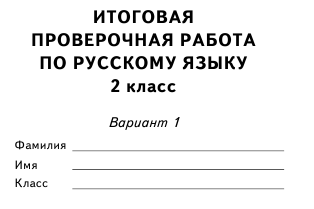 ИТОГОВАЯ
ПРОВЕРОЧНАЯ РАБОТА
ПО РУССКОМУ ЯЗЫКУ
2 класс
Вариант 1
Фамилия
Имя
Класс